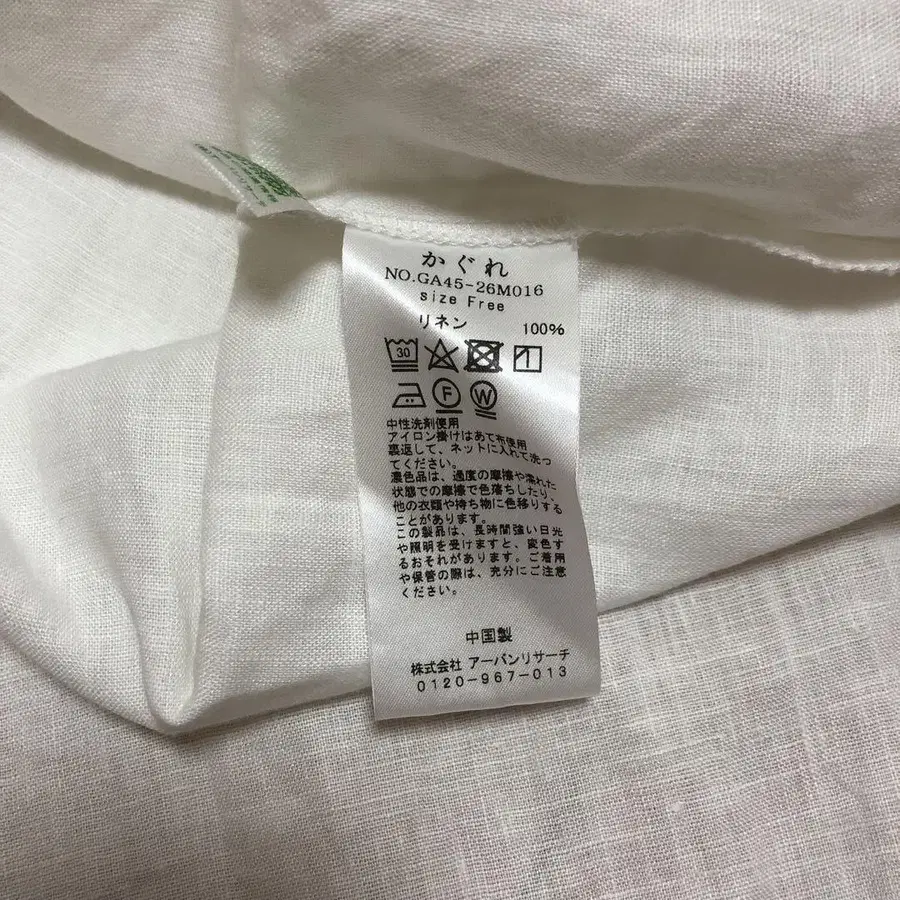 かぐれ
NO.GA45-26M016
size Free
リネン 100%
30
F W
中性洗剤使用
アイロン掛けはあて布使用
裏返して、ネットに入れて洗っ
てください。
濃色品は、過度の摩擦や濡れた
状態での摩擦で色落ちしたり、
他の衣類や持ち物に色移りする
ことがあります。
この製品は、長時間強い日光
や照明を受けますと、変色す
るおそれがあります。ご着用
や保管の際は、充分にご注意
ください。
中国製
株式会社 アーバンリサーチ
0120-967-013